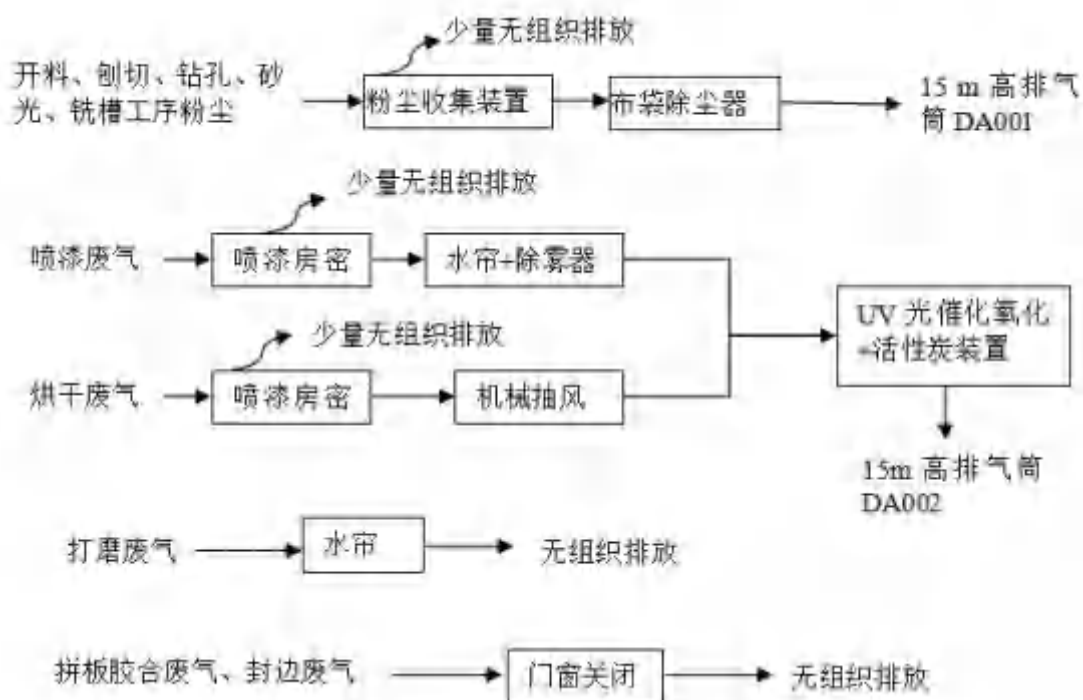 少量无组织排放
开料、刨切、钻孔、砂
光、铣槽工序粉尘
粉尘收集装置
布袋除尘器
15 m 高排气
筒 DA001
少量无组织排放
喷漆废气
喷漆房密
水帘+除雾器
UV 光催化氧化
+活性炭装置
少量无组织排放
烘干废气
喷漆房密
机械抽风
15m 高排气筒
DA002
打磨废气
水帘
无组织排放
拼板胶合废气、封边废气
门窗关闭
无组织排放